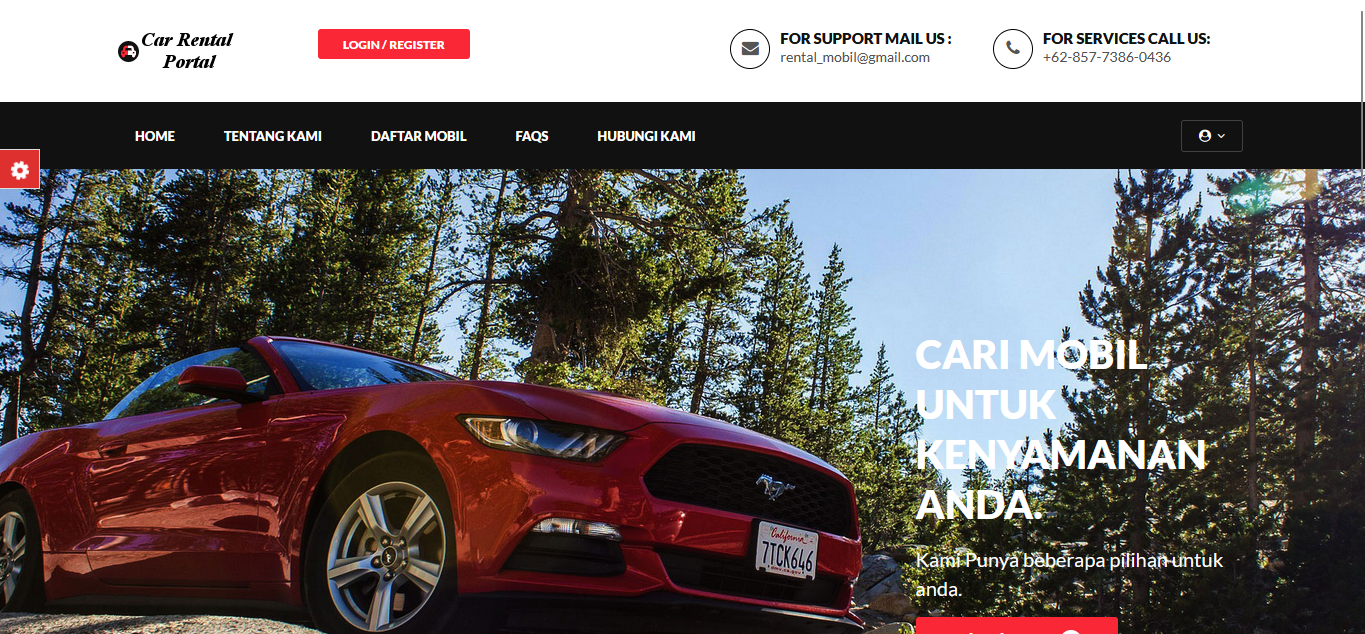 Car Rental
Portal
LOGIN / REGISTER
FOR SUPPORT MAIL US :
rental_mobil@gmail.com
FOR SERVICES CALL US:
+62-857-7386-0436
HOME
TENTANG KAMI
DAFTAR MOBIL
FAQS
HUBUNGI KAMI
CARI MOBIL
UNTUK
KENYAMANAN
ANDA.
Kami Punya beberapa pilihan untuk
anda.
California
7TCK646